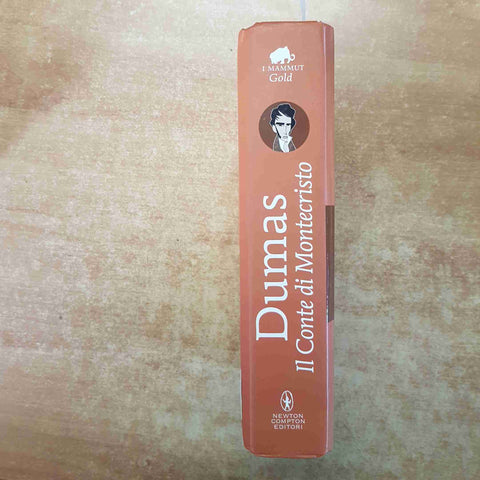 I MAMMUT
Gold
Dumas
Il Conte di Montecristo
NEWTON
COMPTON
EDITORI